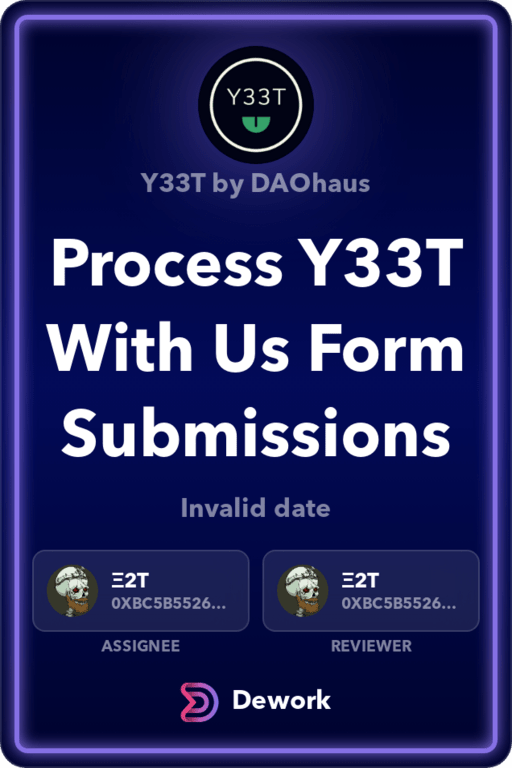 Y33T
Y33T by DAOhaus
Process Y33T
With Us Form
Submissions
Invalid date
Ξ2T
0XBC5B5526...
ASSIGNEE
Ξ2T
0XBC5B5526...
REVIEWER
Dework